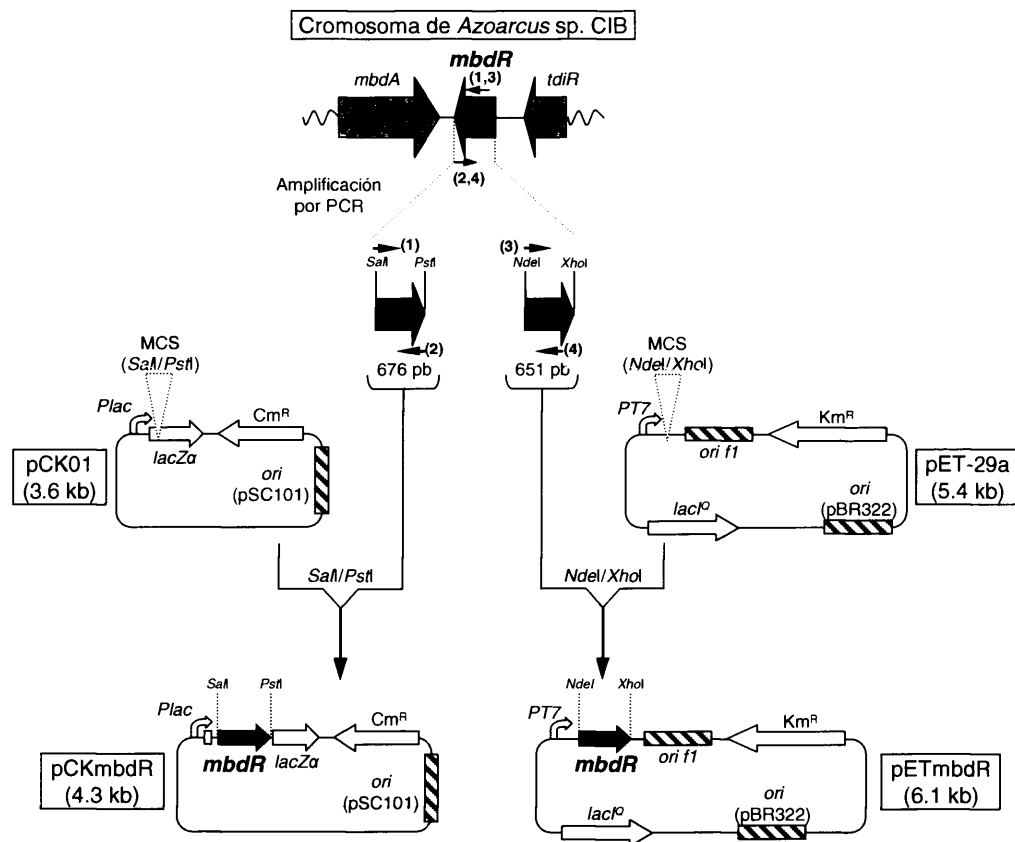 Cromosoma de Azoarcus sp. CIB
mbdR
mbdA
(1,3)
tdiR
(2,4)
Amplificación
por PCR
(1)
(3)
SalI
PstI
NdeI
XhoI
(2)
(4)
676 pb
651 pb
MCS
(SalI/PstI)
MCS
(NdeI/XhoI)
Plac
CmR
lacZα
ori
(pSC101)
pCK01
(3.6 kb)
PT7
KmR
ori f1
ori
(pBR322)
lacIQ
pET-29a
(5.4 kb)
SalI/PstI
NdeI/XhoI
SalI
PstI
Plac
CmR
mbdR
lacZα
ori
(pSC101)
pCKmbdR
(4.3 kb)
NdeI
XhoI
PT7
KmR
mbdR
ori f1
ori
(pBR322)
lacIQ
pETmbdR
(6.1 kb)